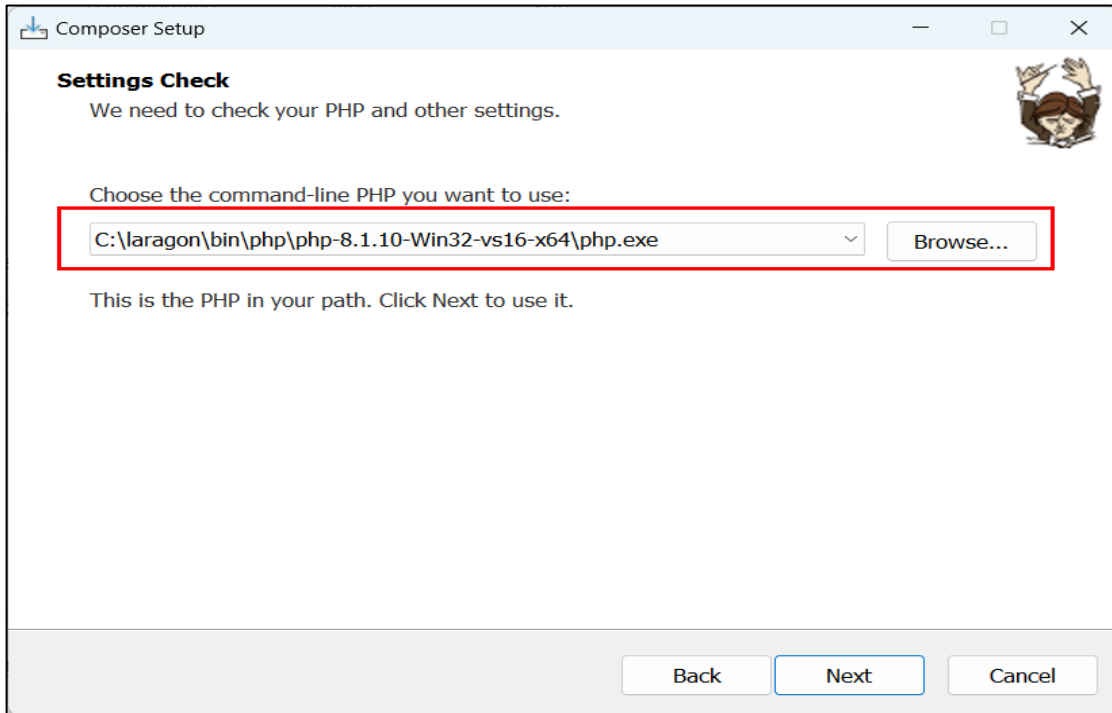 Composer Setup
Settings Check
We need to check your PHP and other settings.
Choose the command-line PHP you want to use:
C:\laragon\bin\php\php-8.1.10-Win32-vs16-x64\php.exe
Browse...
This is the PHP in your path. Click Next to use it.
Back
Next
Cancel